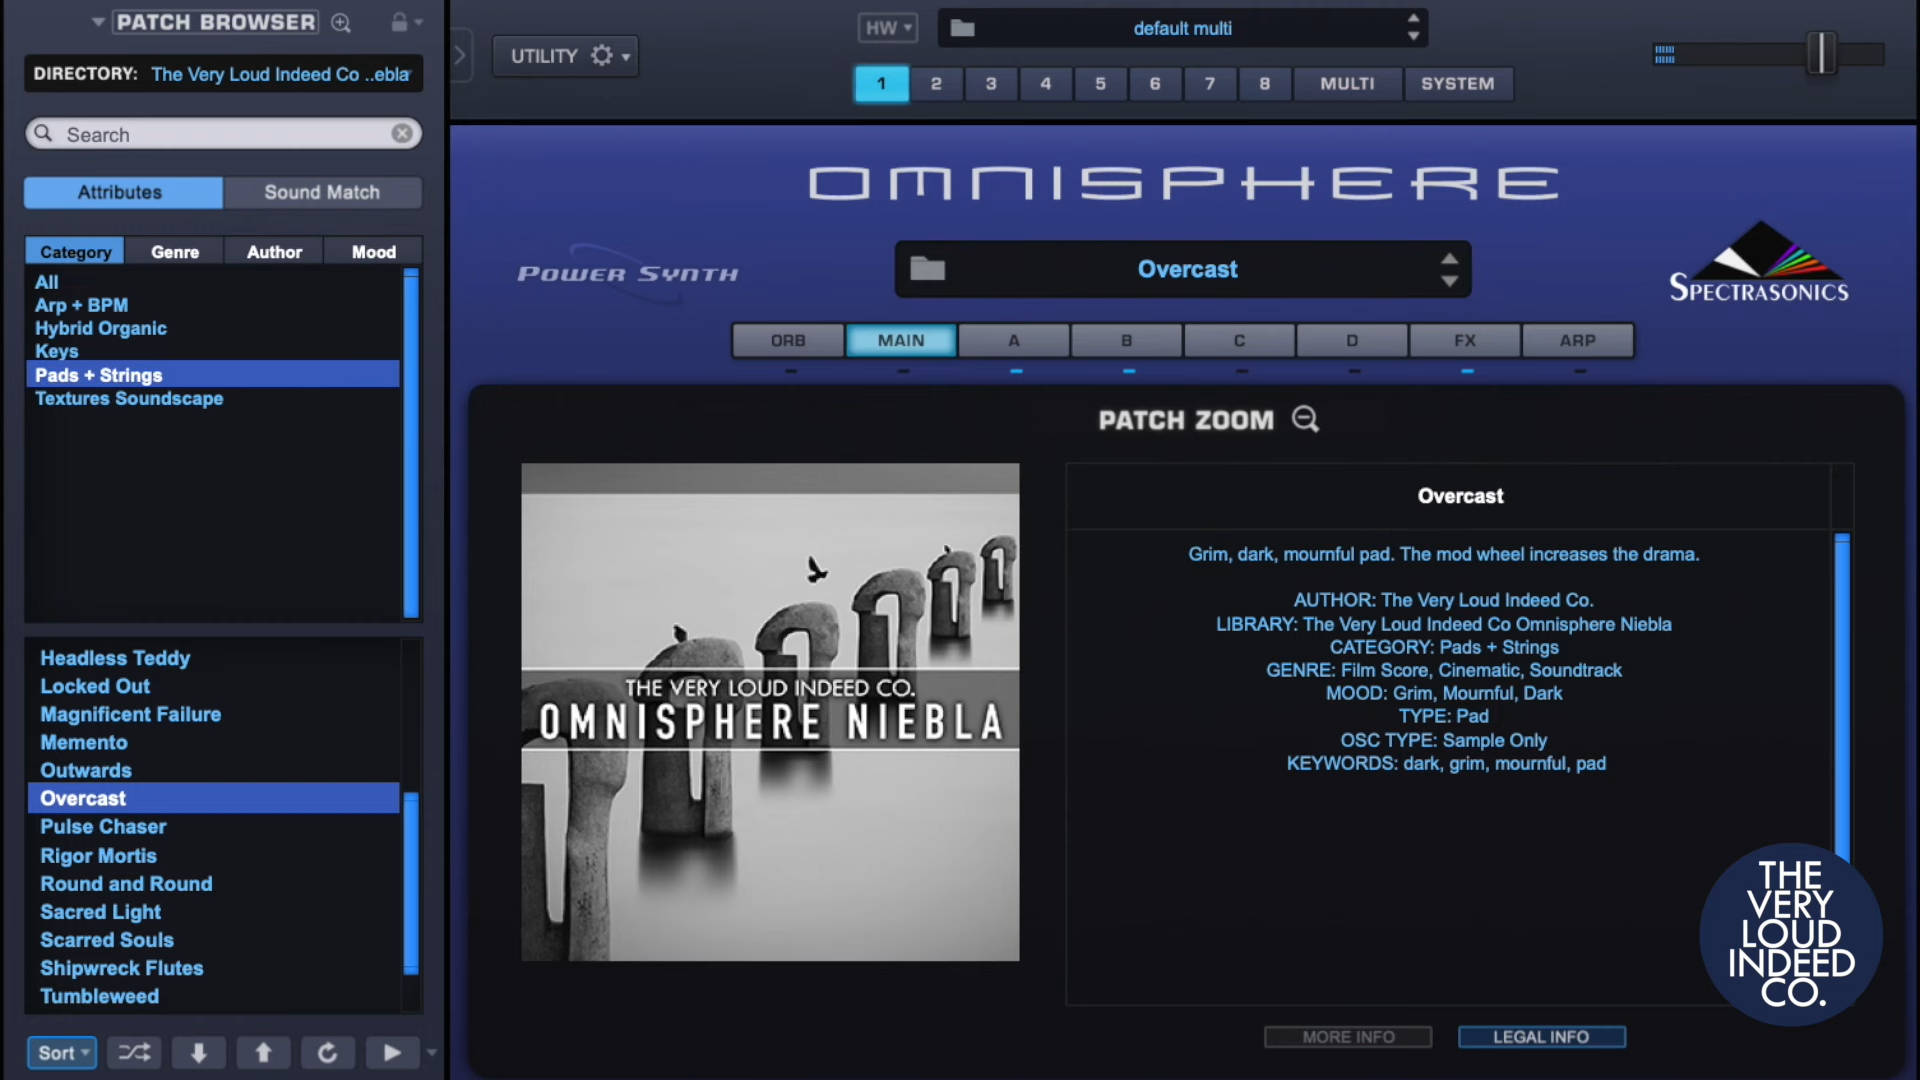 PATCH BROWSER
DIRECTORY: The Very Loud Indeed Co ..ebla
Search
Attributes
Sound Match
Category
Genre
Author
Mood
All
Arp + BPM
Hybrid Organic
Keys
Pads + Strings
Textures Soundscape
Headless Teddy
Locked Out
Magnificent Failure
Memento
Outwards
Overcast
Pulse Chaser
Rigor Mortis
Round and Round
Sacred Light
Scarred Souls
Shipwreck Flutes
Tumbleweed
Sort
UTILITY
HW
default multi
1
2
3
4
5
6
7
8
MULTI
SYSTEM
OMNISPHERE
POWER SYNTH
Overcast
SPECTRASONICS
ORB
MAIN
A
B
C
D
FX
ARP
PATCH ZOOM
THE VERY LOUD INDEED CO.
OMNISPHERE NIEBLA
Overcast
Grim, dark, mournful pad. The mod wheel increases the drama.
AUTHOR: The Very Loud Indeed Co.
LIBRARY: The Very Loud Indeed Co Omnisphere Niebla
CATEGORY: Pads + Strings
GENRE: Film Score, Cinematic, Soundtrack
MOOD: Grim, Mournful, Dark
TYPE: Pad
OSC TYPE: Sample Only
KEYWORDS: dark, grim, mournful, pad
MORE INFO
LEGAL INFO
THE
VERY
LOUD
INDEED
CO.